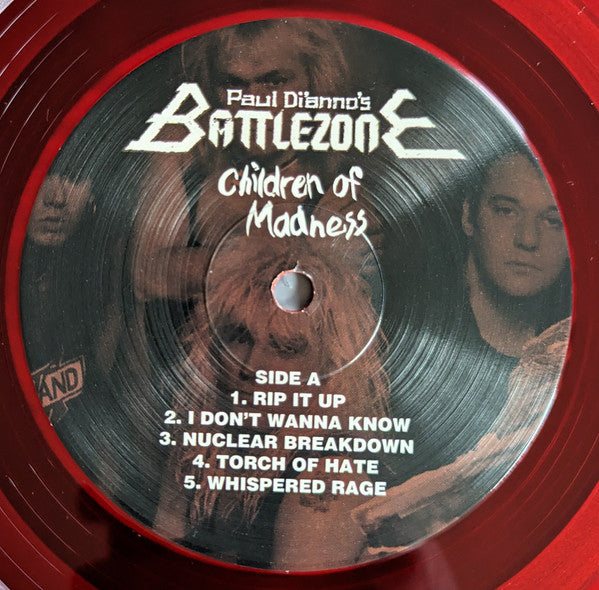 Paul Di'anno's
BATTLEZONE
Children of
Madness
AND
SIDE A
1. RIP IT UP
2. I DON'T WANNA KNOW
3. NUCLEAR BREAKDOWN
4. TORCH OF HATE
5. WHISPERED RAGE